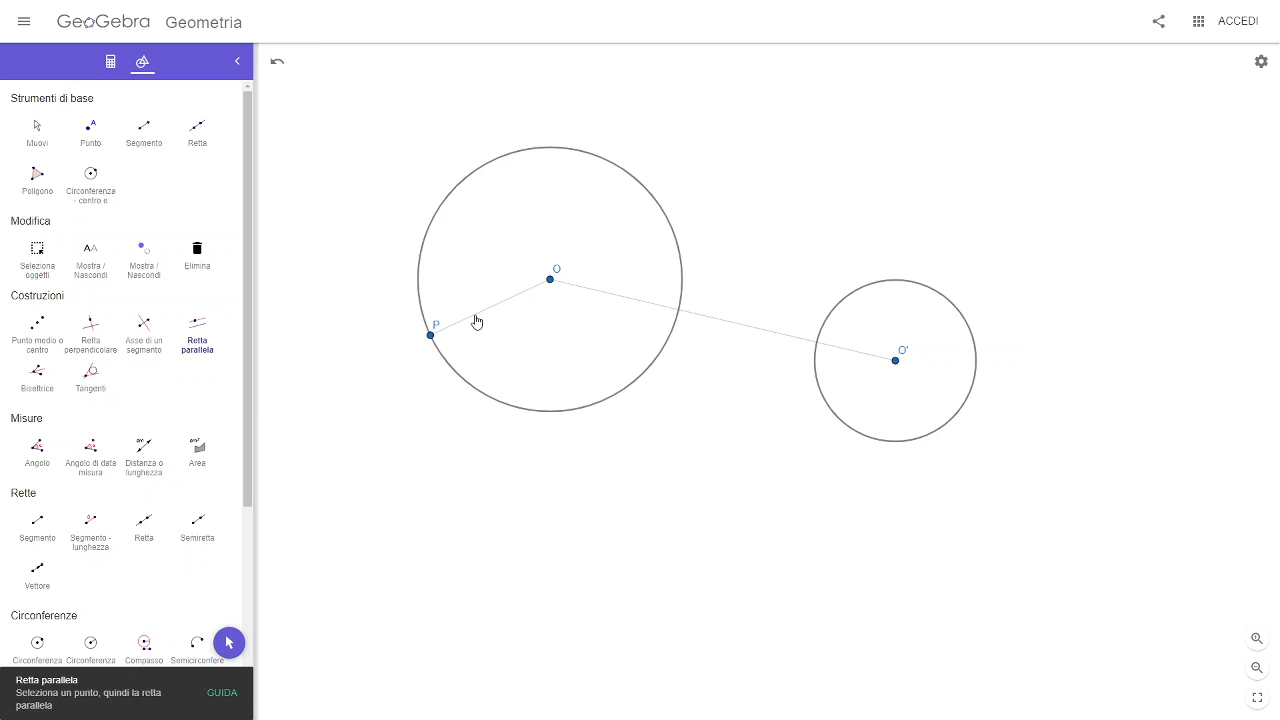 GeoGebra Geometria
ACCEDI
Strumenti di base
Muovi
Punto
Segmento
Retta
Poligono
Circonferenza
- centro e
Modifica
Seleziona
oggetti
Mostra /
Nascondi
Mostra /
Nascondi
Elimina
Costruzioni
Punto medio o
centro
Retta
perpendicolare
Asse di un
segmento
Retta
parallela
Bisettrice
Tangenti
Misure
Angolo
Angolo di data
misura
cm
Distanza o
lunghezza
cm²
Area
Rette
Segmento
Segmento -
lunghezza
Retta
Semiretta
Vettore
Circonferenze
Circonferenza
Circonferenza
Compasso
Semicirconfere
Retta parallela
Seleziona un punto, quindi la retta
parallela
GUIDA
O
P
O'